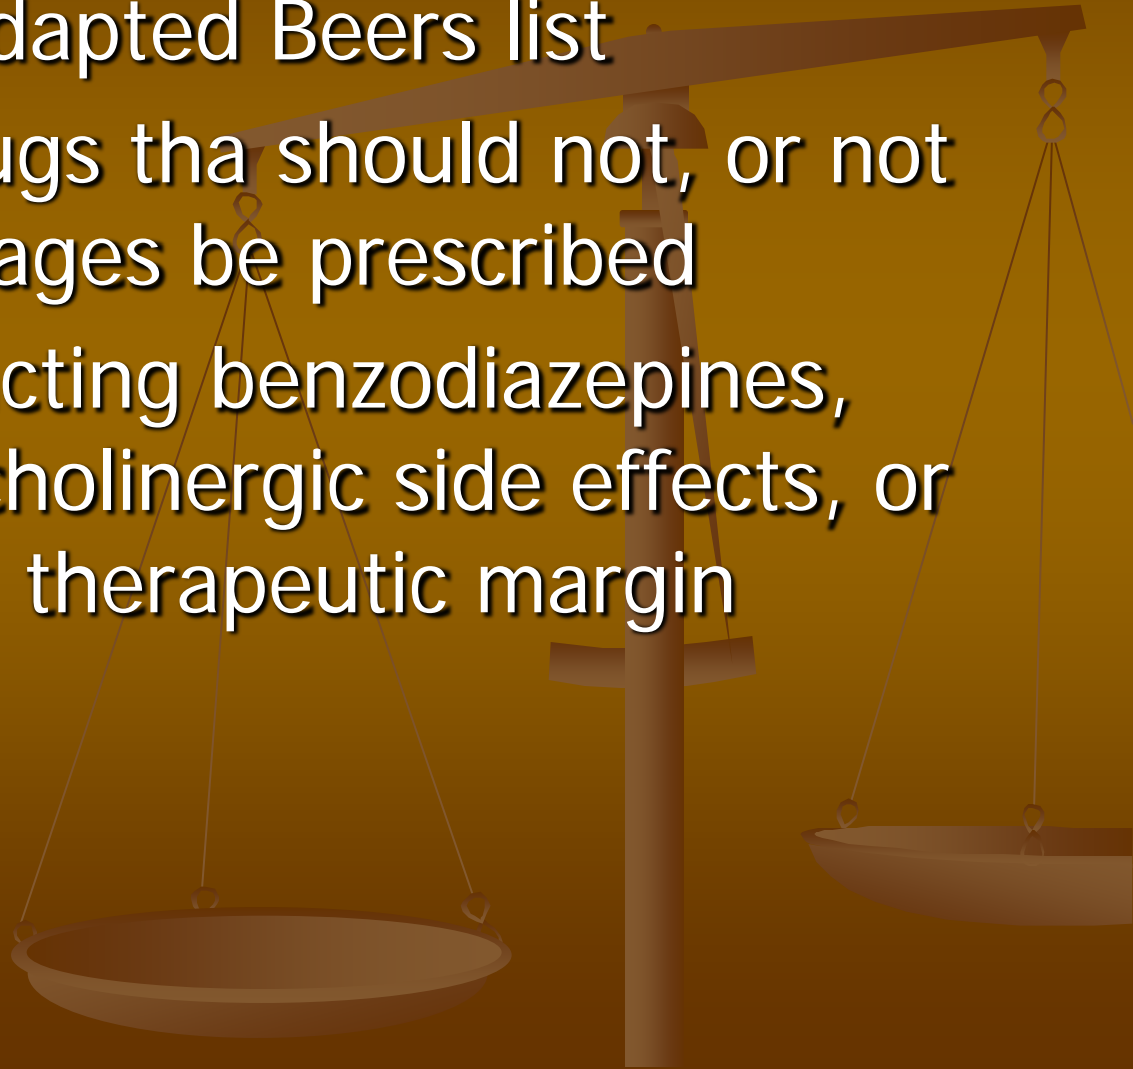 dapted Beers list
ugs tha should not, or not
ages be prescribed
cting benzodiazepines,
cholinergic side effects, or
therapeutic margin